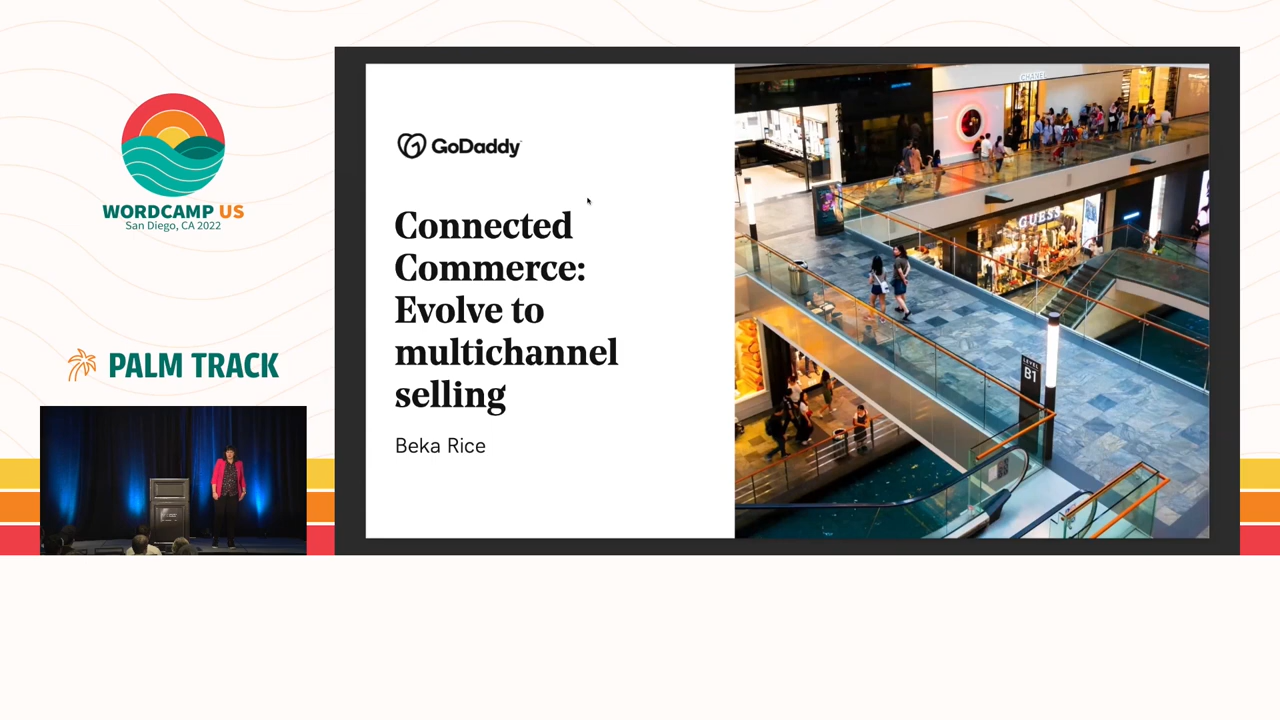 WORDCAMP US
San Diego, CA 2022
PALM TRACK
GoDaddy
Connected
Commerce:
Evolve to
multichannel
selling
Beka Rice
CHANEL
GUESS
LEVEL
B1